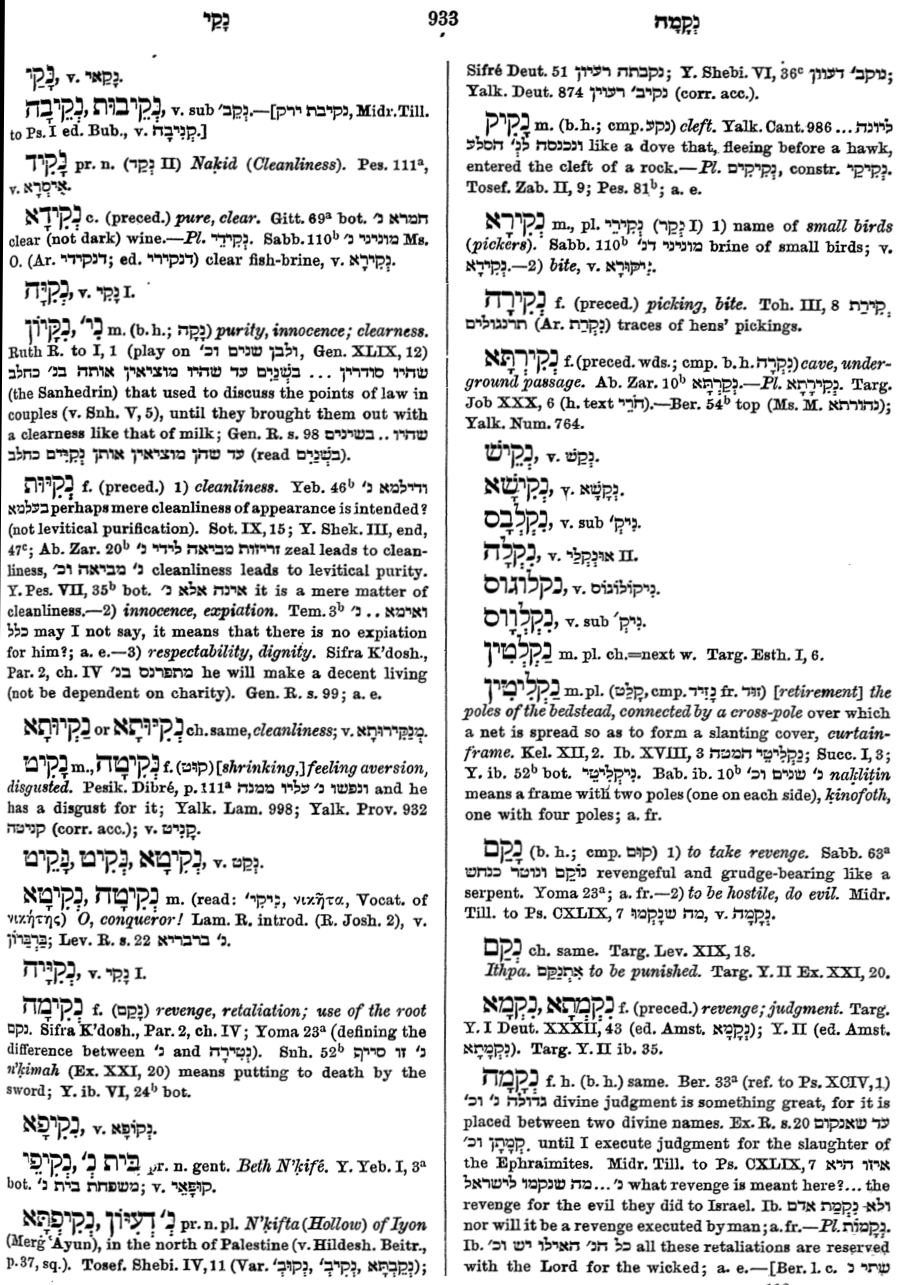 נָקַי 933 נְקָמָה
נָקַי, v. נַקַּאי.
נְקִיבָה, נְקִיבוּת, v. sub נְקֵב׳.—[נקיבת ירק, Midr. Till.
to Ps. I ed. Bub., v. קְנִיבָה.]
נָקִיד pr. n. (נָקִי II) Naḳid (Cleanliness). Pes. 111ᵃ,
v. אִיסָרָא.
נְקִידָא c. (preced.) pure, clear. Gitt. 69ᵃ bot. חמרא נ׳
clear (not dark) wine.—Pl. נְקִידֵי. Sabb. 110ᵇ מוניני נ׳ Ms.
O. (Ar. דנקידי; ed. דנקירי) clear fish-brine, v. נְקִירָא.
נְקִיָּה, v. נָקִי I.
נִקָּיוֹן, נִי׳ m. (b. h.; נָקָה) purity, innocence; clearness.
Ruth R. to I, 1 (play on ולבן שנים וכ׳, Gen. XLIX, 12)
שהיו סודרין ... בשְׁנַיִם עד שהיו מוציאין אותה בנ׳ כחלב
(the Sanhedrin) that used to discuss the points of law in
couples (v. Snh. V, 5), until they brought them out with
a clearness like that of milk; Gen. R. s. 98 שהיו .. בשינים
עד שהן מוציאין אותן נְקִיִּים כחלב (read בשְׁנַיִם).
נְקִיּוּת f. (preced.) 1) cleanliness. Yeb. 46ᵇ ודילמא נ׳
בעלמא perhaps mere cleanliness of appearance is intended?
(not levitical purification). Sot. IX, 15; Y. Shek. III, end,
47ᶜ; Ab. Zar. 20ᵇ זריזות מביאה לידי נ׳ zeal leads to clean-
liness, נ׳ מביאה וכ׳ cleanliness leads to levitical purity.
Y. Pes. VII, 35ᵇ bot. אינה אלא נ׳ it is a mere matter of
cleanliness.—2) innocence, expiation. Tem. 3ᵇ ואימא .. נ׳
כלל may I not say, it means that there is no expiation
for him?; a. e.—3) respectability, dignity. Sifra K'dosh.,
Par. 2, ch. IV מתפרנס בנ׳ he will make a decent living
(not be dependent on charity). Gen. R. s. 99; a. e.
נְקִיּוּתָא or נַקְיוּתָא ch. same, cleanliness; v. מְנַקִּירוּתָא.
נָקִיט m., נְקִיטָה f. (קוּט) [shrinking,] feeling aversion,
disgusted. Pesik. Dibré, p. 111ᵃ ונפשו נ׳ עליו ממנה and he
has a disgust for it; Yalk. Lam. 998; Yalk. Prov. 932
קניטה (corr. acc.); v. קָנִיט.
נָקֵיט, נְקִיט, נְקִיטָא, v. נְקַט.
נִקִיטָא, נִקִיטָה m. (read: נִיקִי׳, νικῆτα, Vocat. of
νικήτης) O, conqueror! Lam. R. introd. (R. Josh. 2), v.
בַּרְבָּרוֹן; Lev. R. s. 22 נ׳ ברבריא.
נְקִיָּיה, v. נָקִי I.
נְקִימָה f. (נָקַם) revenge, retaliation; use of the root
נקם. Sifra K'dosh., Par. 2, ch. IV; Yoma 23ᵃ (defining the
difference between נ׳ and נְטִירָה). Snh. 52ᵇ נ׳ זו סייף
n'ḳimah (Ex. XXI, 20) means putting to death by the
sword; Y. ib. VI, 24ᵇ bot.
נְקִיפָא, v. נְקוֹפָא.
נְקִיפֵי, בֵּית נְ׳ pr. n. gent. Beth N'ḳifé. Y. Yeb. I, 3ᵃ
bot. משפחת בית נ׳; v. קוּפָּאֵי.
נְקִיפְתָּא, נְ׳ דְעִיּוֹן pr. n. pl. N'ḳifta (Hollow) of Iyon
(Merg ʿAyun), in the north of Palestine (v. Hildesh. Beitr.,
p. 37, sq.). Tosef. Shebi. IV, 11 (Var. נְקֵבְתָּא, נְקִיב׳, נְקוּב׳);
Sifré Deut. 51 נקבתה רעיון; Y. Shebi. VI, 36ᶜ נוקב׳ דעוון;
Yalk. Deut. 874 נקיב׳ רעוין (corr. acc.).
נְקִיק m. (b. h.; cmp. נקע) cleft. Yalk. Cant. 986 ליונה...
ונכנסה לנְ׳ הסלע like a dove that, fleeing before a hawk,
entered the cleft of a rock.—Pl. נְקִיקִים, constr. נְקִיקֵי.
Tosef. Zab. II, 9; Pes. 81ᵇ; a. e.
נְקִירָא m., pl. נְקִירֵי (נָקַר I) 1) name of small birds
(pickers). Sabb. 110ᵇ מוניני דנ׳ brine of small birds; v.
נְקִידָא.—2) bite, v. נִיקּוּרָא.
נְקִירָה f. (preced.) picking, bite. Toh. III, 8 נְקִירַת
תרנגולים (Ar. נְקִרַת) traces of hens' pickings.
נְקִירְתָּא f. (preced. wds.; cmp. b. h. נְקָרָה) cave, under-
ground passage. Ab. Zar. 10ᵇ נְקִרְתָּא.—Pl. נְקִירָתָא. Targ.
Job XXX, 6 (h. text חֹרֵי).—Ber. 54ᵇ top (Ms. M. נהורתא);
Yalk. Num. 764.
נְקֵישׁ, v. נְקַשׁ.
נְקִישָׁא, v. נְקָשָׁא.
נִקְלָבָס, v. sub נִיק׳.
נִקְלֶה, v. אוּנְקְלֵי II.
נקלוגוס, v. נִיקוֹלוֹגוֹס.
נִקְלָווֹס, v. sub נִיקְ׳.
נַקְלְטִין m. pl. ch.=next w. Targ. Esth. I, 6.
נַקְלִיטִין m. pl. (קָלַט, cmp. נָזִיד fr. זוּד) [retirement] the
poles of the bedstead, connected by a cross-pole over which
a net is spread so as to form a slanting cover, curtain-
frame. Kel. XII, 2. Ib. XVIII, 3 נַקְלִיטֵי המטה; Succ. I, 3;
Y. ib. 52ᵇ bot. נִיקְלִיטֵי. Bab. ib. 10ᵇ נ׳ שנים וכ׳ naḳliṭin
means a frame with two poles (one on each side), ḳinofoth,
one with four poles; a. fr.
נָקַם (b. h.; cmp. קוּם) 1) to take revenge. Sabb. 63ᵃ
נוֹקֵם ונוטר כנחש revengeful and grudge-bearing like a
serpent. Yoma 23ᵃ; a. fr.—2) to be hostile, do evil. Midr.
Till. to Ps. CXLIX, 7 מה שנָקמו, v. נְקָמָה.
נְקַם ch. same. Targ. Lev. XIX, 18.
Ithpa. אִתְנַקַּם to be punished. Targ. Y. II Ex. XXI, 20.
נִקְמָא, נִקְמְתָא f. (preced.) revenge; judgment. Targ.
Y. I Deut. XXXII, 43 (ed. Amst. נְקָמָא); Y. II (ed. Amst.
נְקָמָתָא). Targ. Y. II ib. 35.
נְקָמָה f. h. (b. h.) same. Ber. 33ᵃ (ref. to Ps. XCIV, 1)
גדולה נ׳ וכ׳ divine judgment is something great, for it is
placed between two divine names. Ex. R. s. 20 עד שאנקום
קִמָתָן וכ׳ until I execute judgment for the slaughter of
the Ephraimites. Midr. Till. to Ps. CXLIX, 7 איזו היא
נ׳...מה שנקמו לישראל what revenge is meant here?... the
revenge for the evil they did to Israel. Ib. ולא נִקְמַת אדם
nor will it be a revenge executed by man; a. fr.—Pl. נְקָמוֹת.
Ib. כל הנ׳ האילו יש וכ׳ all these retaliations are reserved
with the Lord for the wicked; a. e.—[Ber. l. c. שתי נ׳